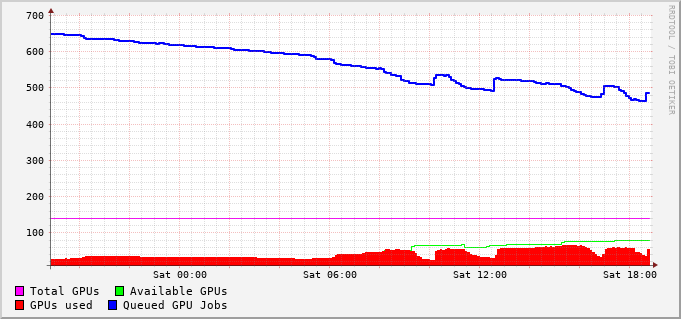 700
600
500
400
300
200
100
Sat 00:00 Sat 06:00 Sat 12:00 Sat 18:00
Total GPUs Available GPUs
GPUs used Queued GPU Jobs
RRDTOOL / TOBI OETIKER